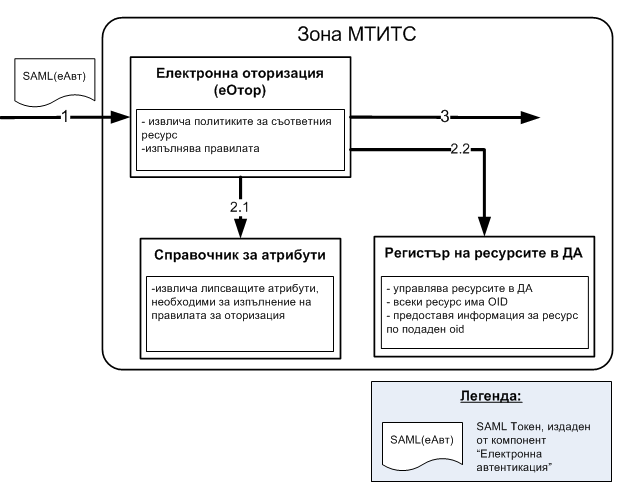 Зона МТИТС
SAML(еАвт)
1
Електронна оторизация
(еОтор)
- извлича политиките за съответния
ресурс
-изпълнява правилата
3
2.2
2.1
Справочник за атрибути
-извлича липсващите атрибути,
необходими за изпълнение на
правилата за оторизация
Регистър на ресурсите в ДА
- управлява ресурсите в ДА
- всеки ресурс има OID
- предоставя информация за ресурс
по подаден oid
Легенда:
SAML(еАвт)
SAML Токен, издаден
от компонент
“Електронна
автентикация”